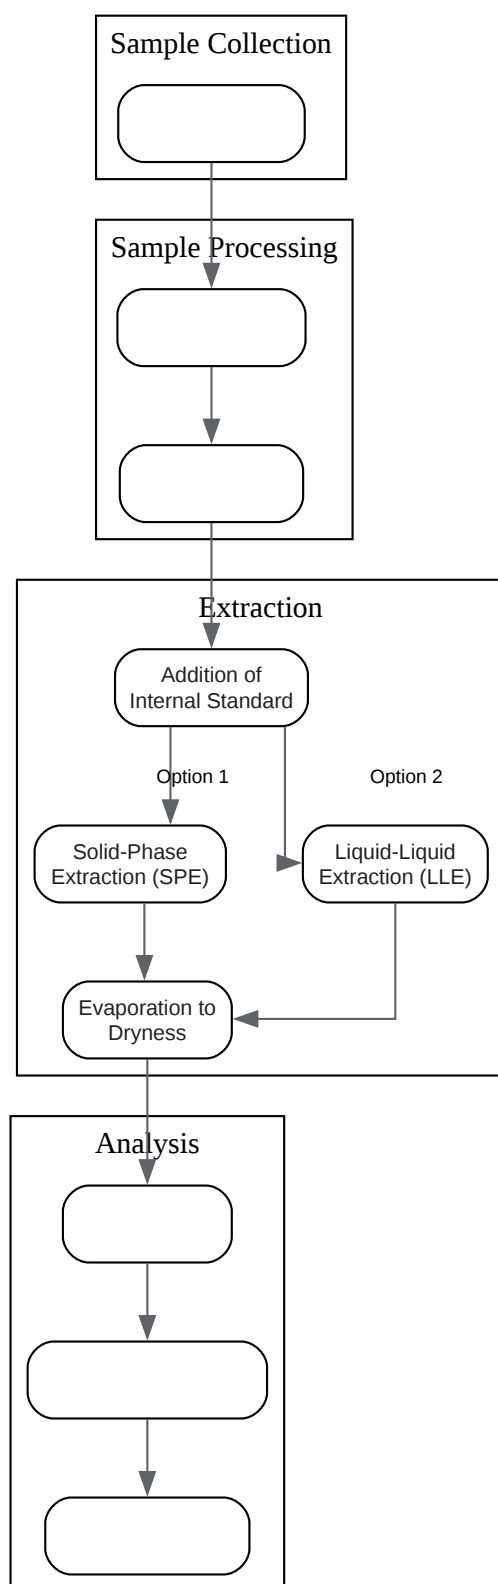 Sample Collection
Sample Processing
Extraction
Addition of
Internal Standard
Option 1
Option 2
Solid-Phase
Extraction (SPE)
Liquid-Liquid
Extraction (LLE)
Evaporation to
Dryness
Analysis